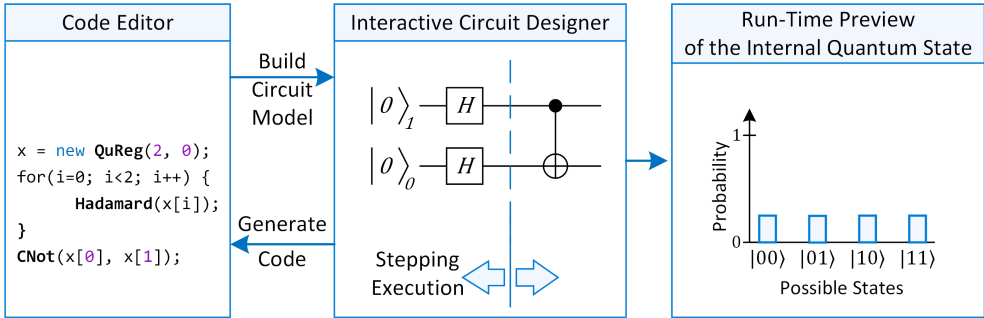 Code Editor
x = new QuReg(2, 0);
for(i=0; i<2; i++) {
Hadamard(x[i]);
}
CNot(x[0], x[1]);
Build
Circuit
Model
Generate
Code
Interactive Circuit Designer
|0⟩1 H
|0⟩0 H
Stepping
Execution
Run-Time Preview
of the Internal Quantum State
Probability
1
0
|00⟩ |01⟩ |10⟩ |11⟩
Possible States